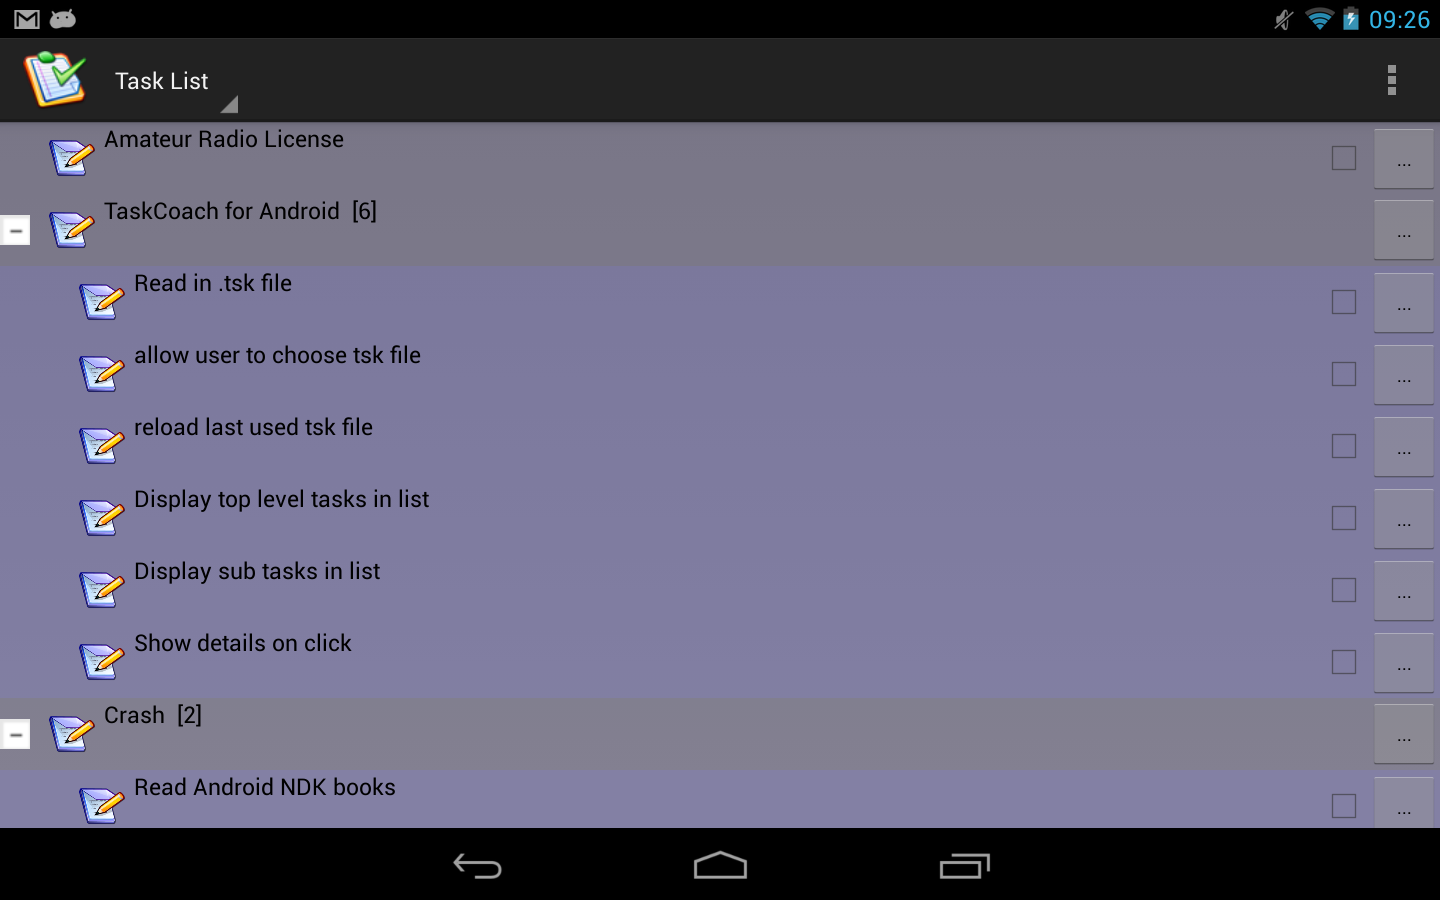 09:26
Task List
Amateur Radio License
...
TaskCoach for Android [6]
...
Read in .tsk file
...
allow user to choose tsk file
...
reload last used tsk file
...
Display top level tasks in list
...
Display sub tasks in list
...
Show details on click
...
Crash [2]
...
Read Android NDK books
...